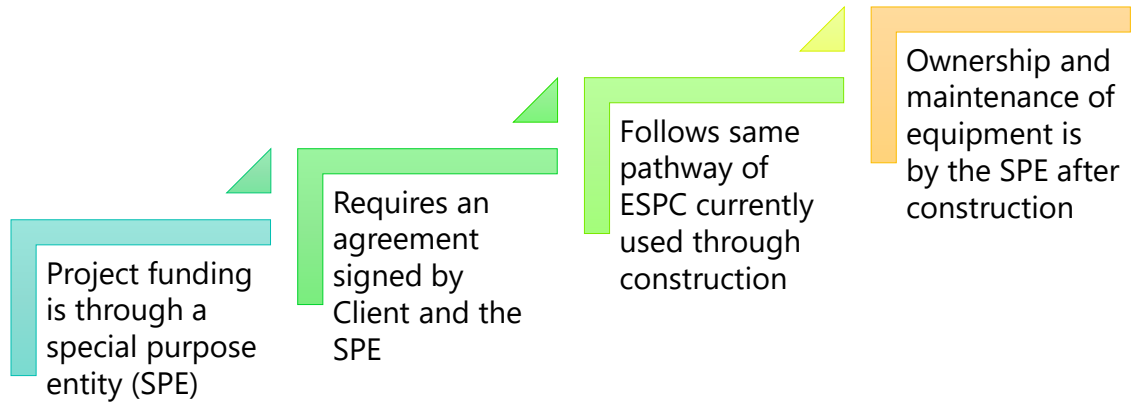 Project funding
is through a
special purpose
entity (SPE)
Requires an
agreement
signed by
Client and the
SPE
Follows same
pathway of
ESPC currently
used through
construction
Ownership and
maintenance of
equipment is
by the SPE after
construction